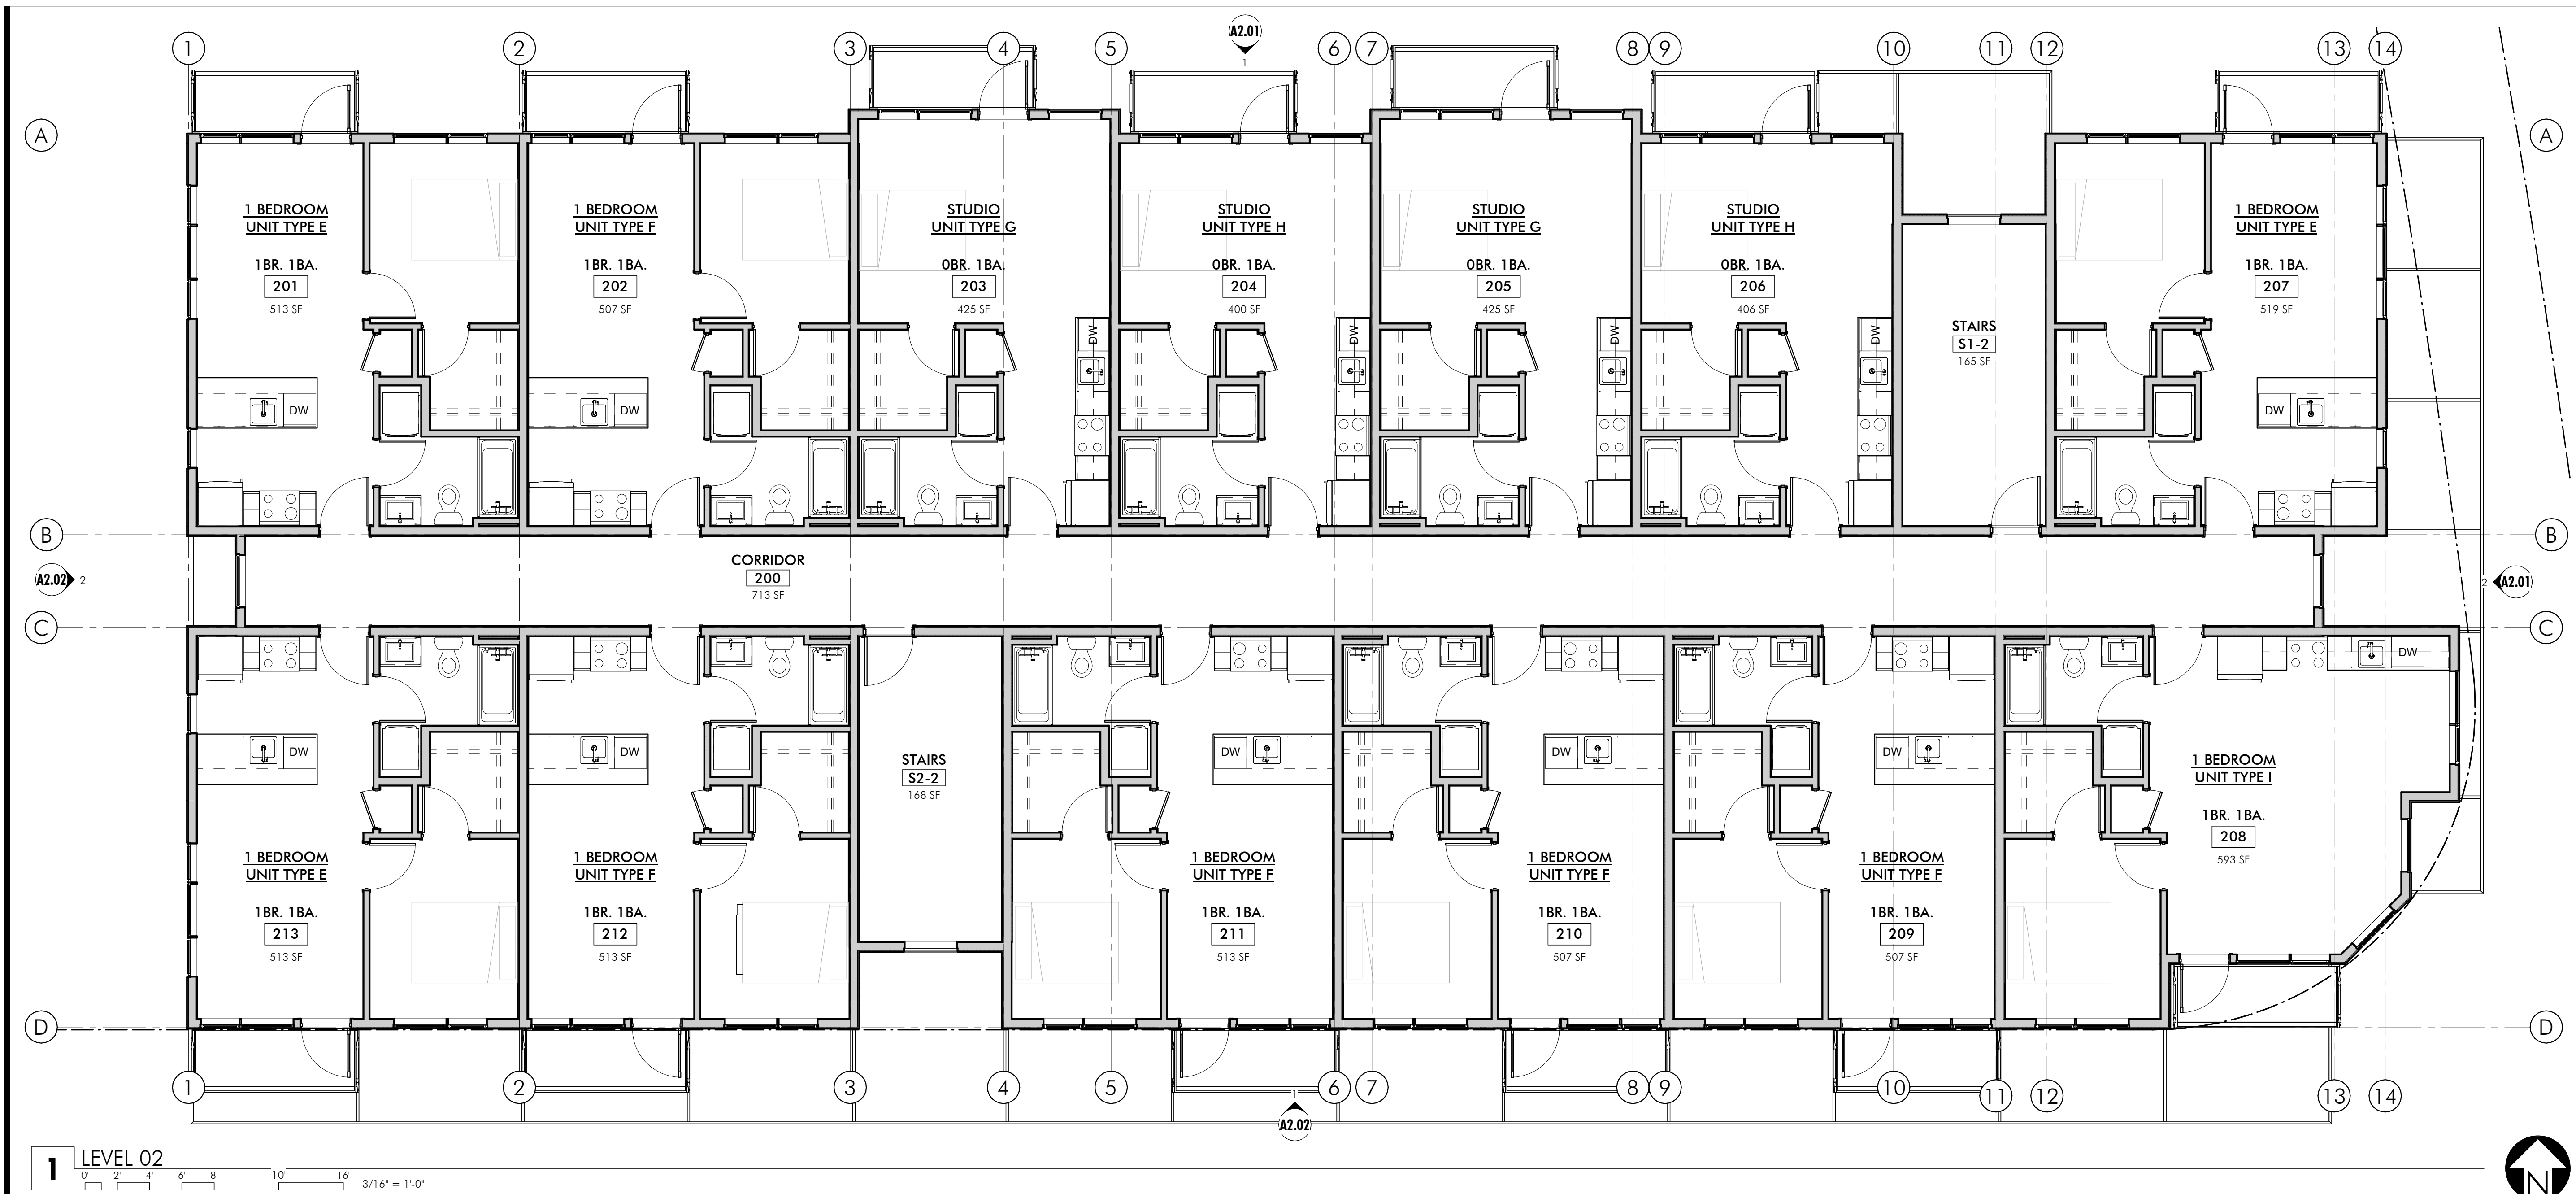 A2.01
1
1 2 3 4 5 6 7 8 9 10 11 12 13 14
A A
1 BEDROOM
UNIT TYPE E
1BR. 1BA.
201
513 SF
1 BEDROOM
UNIT TYPE F
1BR. 1BA.
202
507 SF
STUDIO
UNIT TYPE G
0BR. 1BA.
203
425 SF
STUDIO
UNIT TYPE H
0BR. 1BA.
204
400 SF
STUDIO
UNIT TYPE G
0BR. 1BA.
205
425 SF
STUDIO
UNIT TYPE H
0BR. 1BA.
206
406 SF
STAIRS
S1-2
165 SF
1 BEDROOM
UNIT TYPE E
1BR. 1BA.
207
519 SF
DW DW DW DW
DW DW DW
B B
CORRIDOR
200
713 SF
A2.02 2
2 A2.01
C C
DW
DW DW DW DW DW
STAIRS
S2-2
168 SF
1 BEDROOM
UNIT TYPE I
1BR. 1BA.
208
593 SF
1 BEDROOM
UNIT TYPE E
1BR. 1BA.
213
513 SF
1 BEDROOM
UNIT TYPE F
1BR. 1BA.
212
513 SF
1 BEDROOM
UNIT TYPE F
1BR. 1BA.
211
513 SF
1 BEDROOM
UNIT TYPE F
1BR. 1BA.
210
507 SF
1 BEDROOM
UNIT TYPE F
1BR. 1BA.
209
507 SF
D D
1 2 3 4 5 6 7 8 9 10 11 12 13 14
1
A2.02
1 LEVEL 02
0' 2' 4' 6' 8' 10' 16'
3/16" = 1'-0"
N